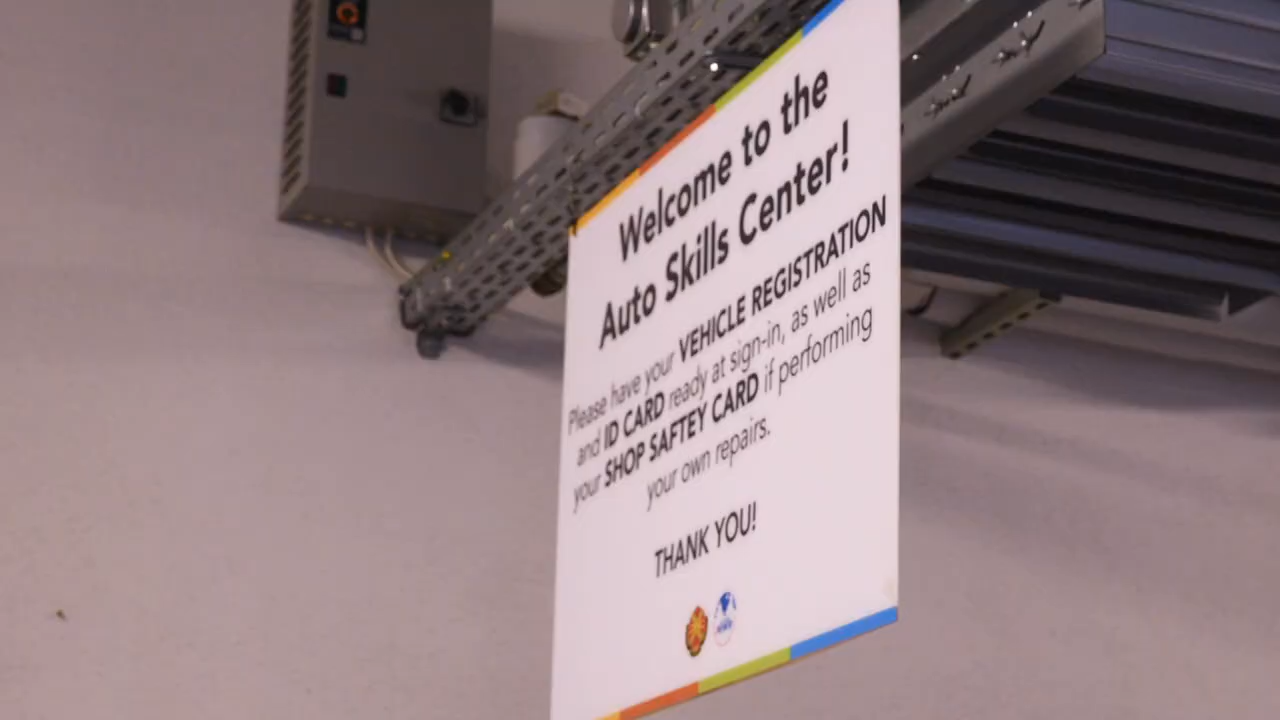 Welcome to the
Auto Skills Center!
Please have your VEHICLE REGISTRATION
and ID CARD ready at sign-in, as well as
your SHOP SAFTEY CARD if performing
your own repairs.
THANK YOU!